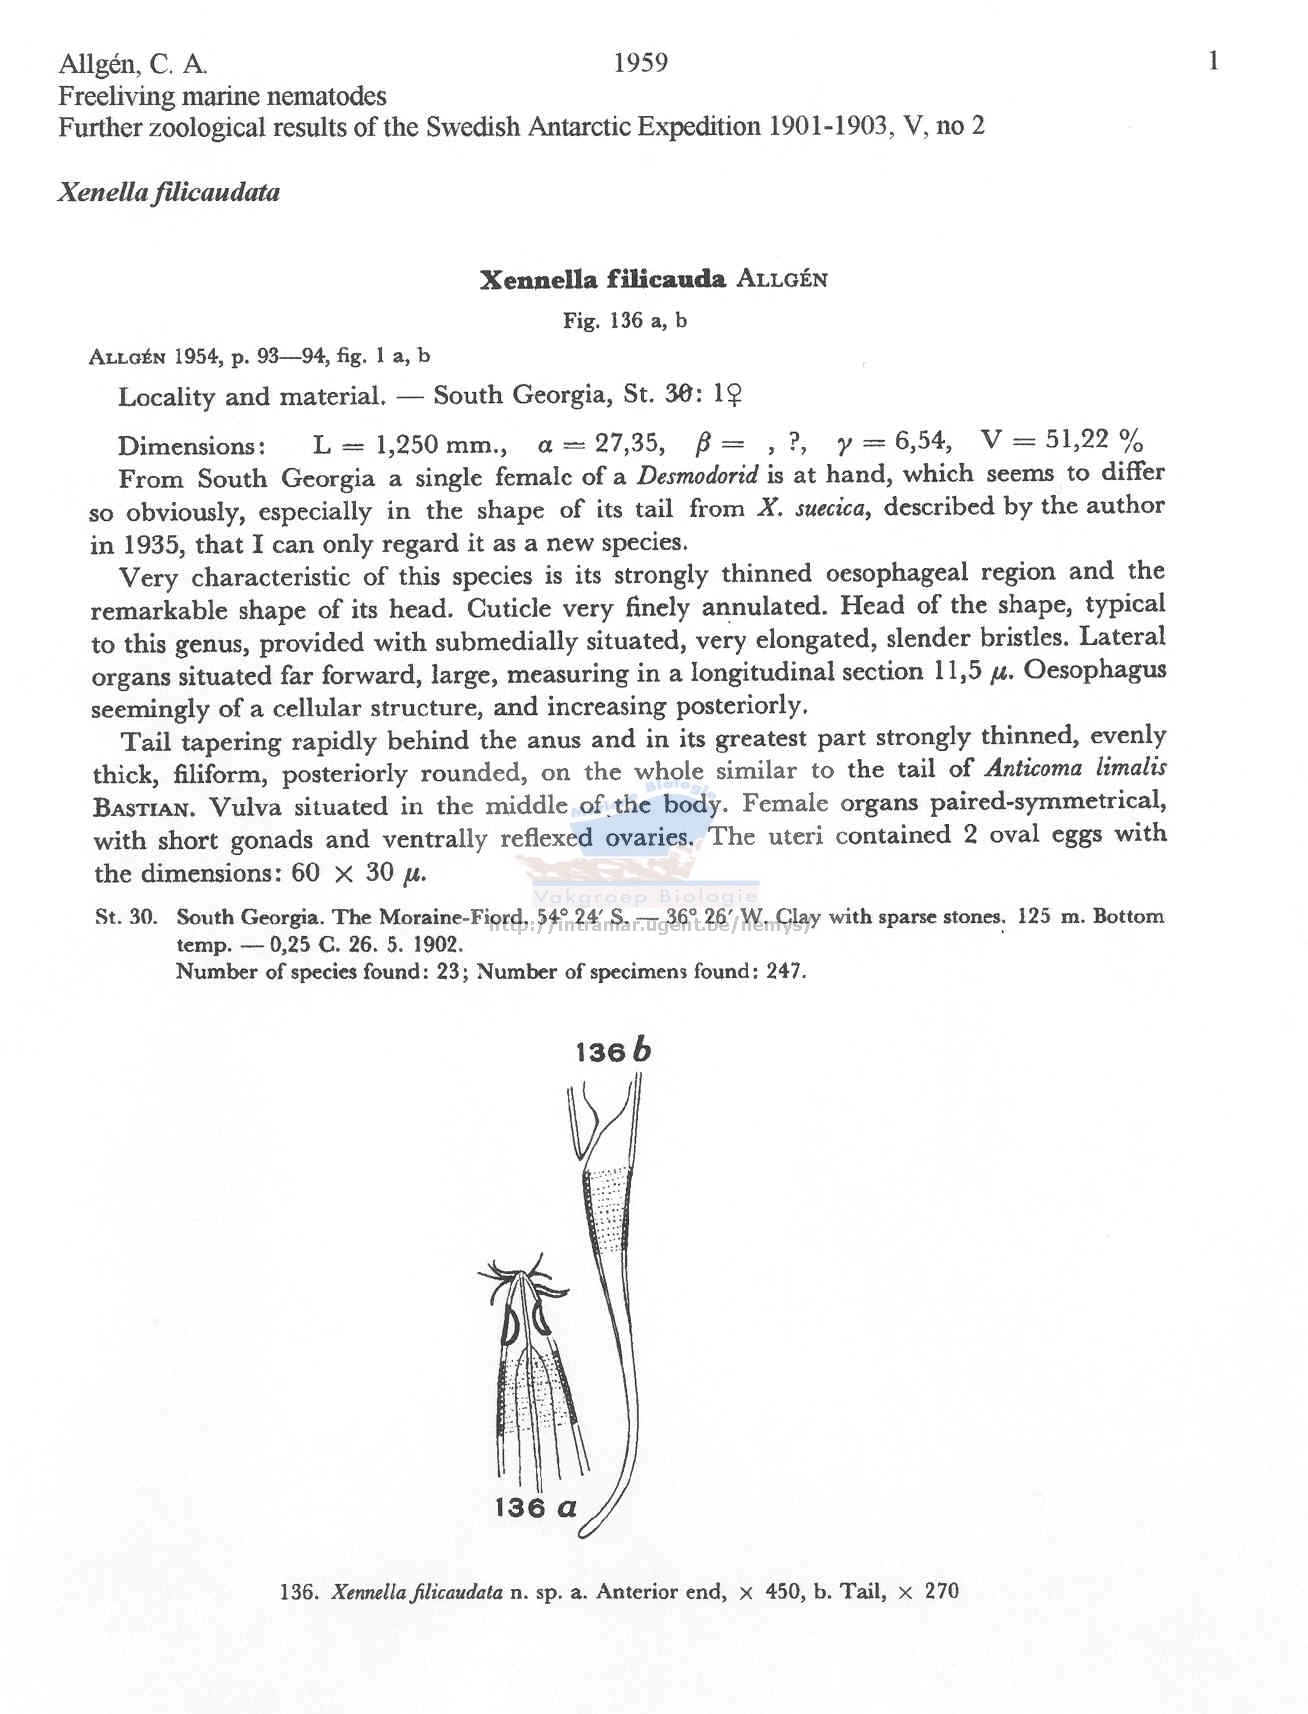 Allgén, C. A. 1959 1
Freeliving marine nematodes
Further zoological results of the Swedish Antarctic Expedition 1901-1903, V, no 2
Xenella filicaudata
Xennella filicauda ALLGÉN
Fig. 136 a, b
ALLGÉN 1954, p. 93—94, fig. 1 a, b
Locality and material. — South Georgia, St. 30: 1♀
Dimensions: L = 1,250 mm., α = 27,35, β = , ?, γ = 6,54, V = 51,22 %
From South Georgia a single female of a Desmodorid is at hand, which seems to differ
so obviously, especially in the shape of its tail from X. suecica, described by the author
in 1935, that I can only regard it as a new species.
Very characteristic of this species is its strongly thinned oesophageal region and the
remarkable shape of its head. Cuticle very finely annulated. Head of the shape, typical
to this genus, provided with submedially situated, very elongated, slender bristles. Lateral
organs situated far forward, large, measuring in a longitudinal section 11,5 μ. Oesophagus
seemingly of a cellular structure, and increasing posteriorly.
Tail tapering rapidly behind the anus and in its greatest part strongly thinned, evenly
thick, filiform, posteriorly rounded, on the whole similar to the tail of Anticoma limalis
BASTIAN. Vulva situated in the middle of the body. Female organs paired-symmetrical,
with short gonads and ventrally reflexed ovaries. The uteri contained 2 oval eggs with
the dimensions: 60 × 30 μ.
Biologie
Vakgroep Biologie
http://intramar.ugent.be/nemys/
St. 30. South Georgia. The Moraine-Fiord. 54° 24′ S. — 36° 26′ W. Clay with sparse stones. 125 m. Bottom
temp. — 0,25 C. 26. 5. 1902.
Number of species found: 23; Number of specimens found: 247.
136 b
136 a
136. Xennella filicaudata n. sp. a. Anterior end, × 450, b. Tail, × 270